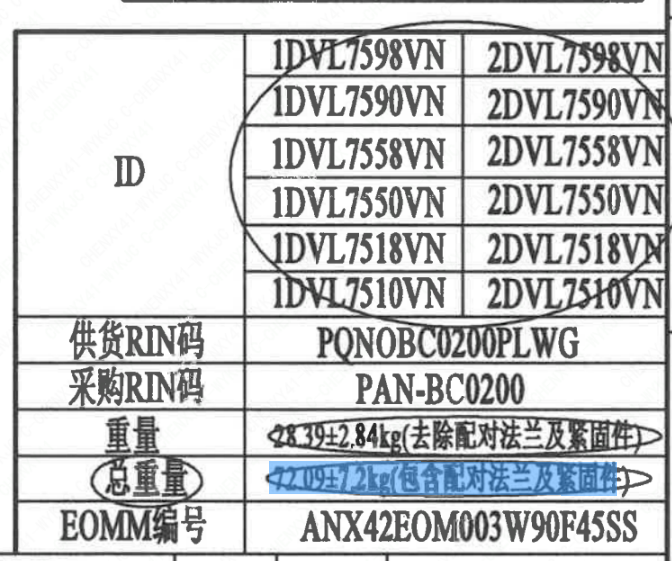 ID
1DVL7598VN 2DVL7598VN
1DVL7590VN 2DVL7590VN
1DVL7558VN 2DVL7558VN
1DVL7550VN 2DVL7550VN
1DVL7518VN 2DVL7518VN
1DVL7510VN 2DVL7510VN
供货RIN码 PQNOBC0200PLWG
采购RIN码 PAN-BC0200
重量 28.39±2.84kg(去除配对法兰及紧固件)
总重量 72.09±7.2kg(包含配对法兰及紧固件)
EOMM编号 ANX42EOM003W90F45SS